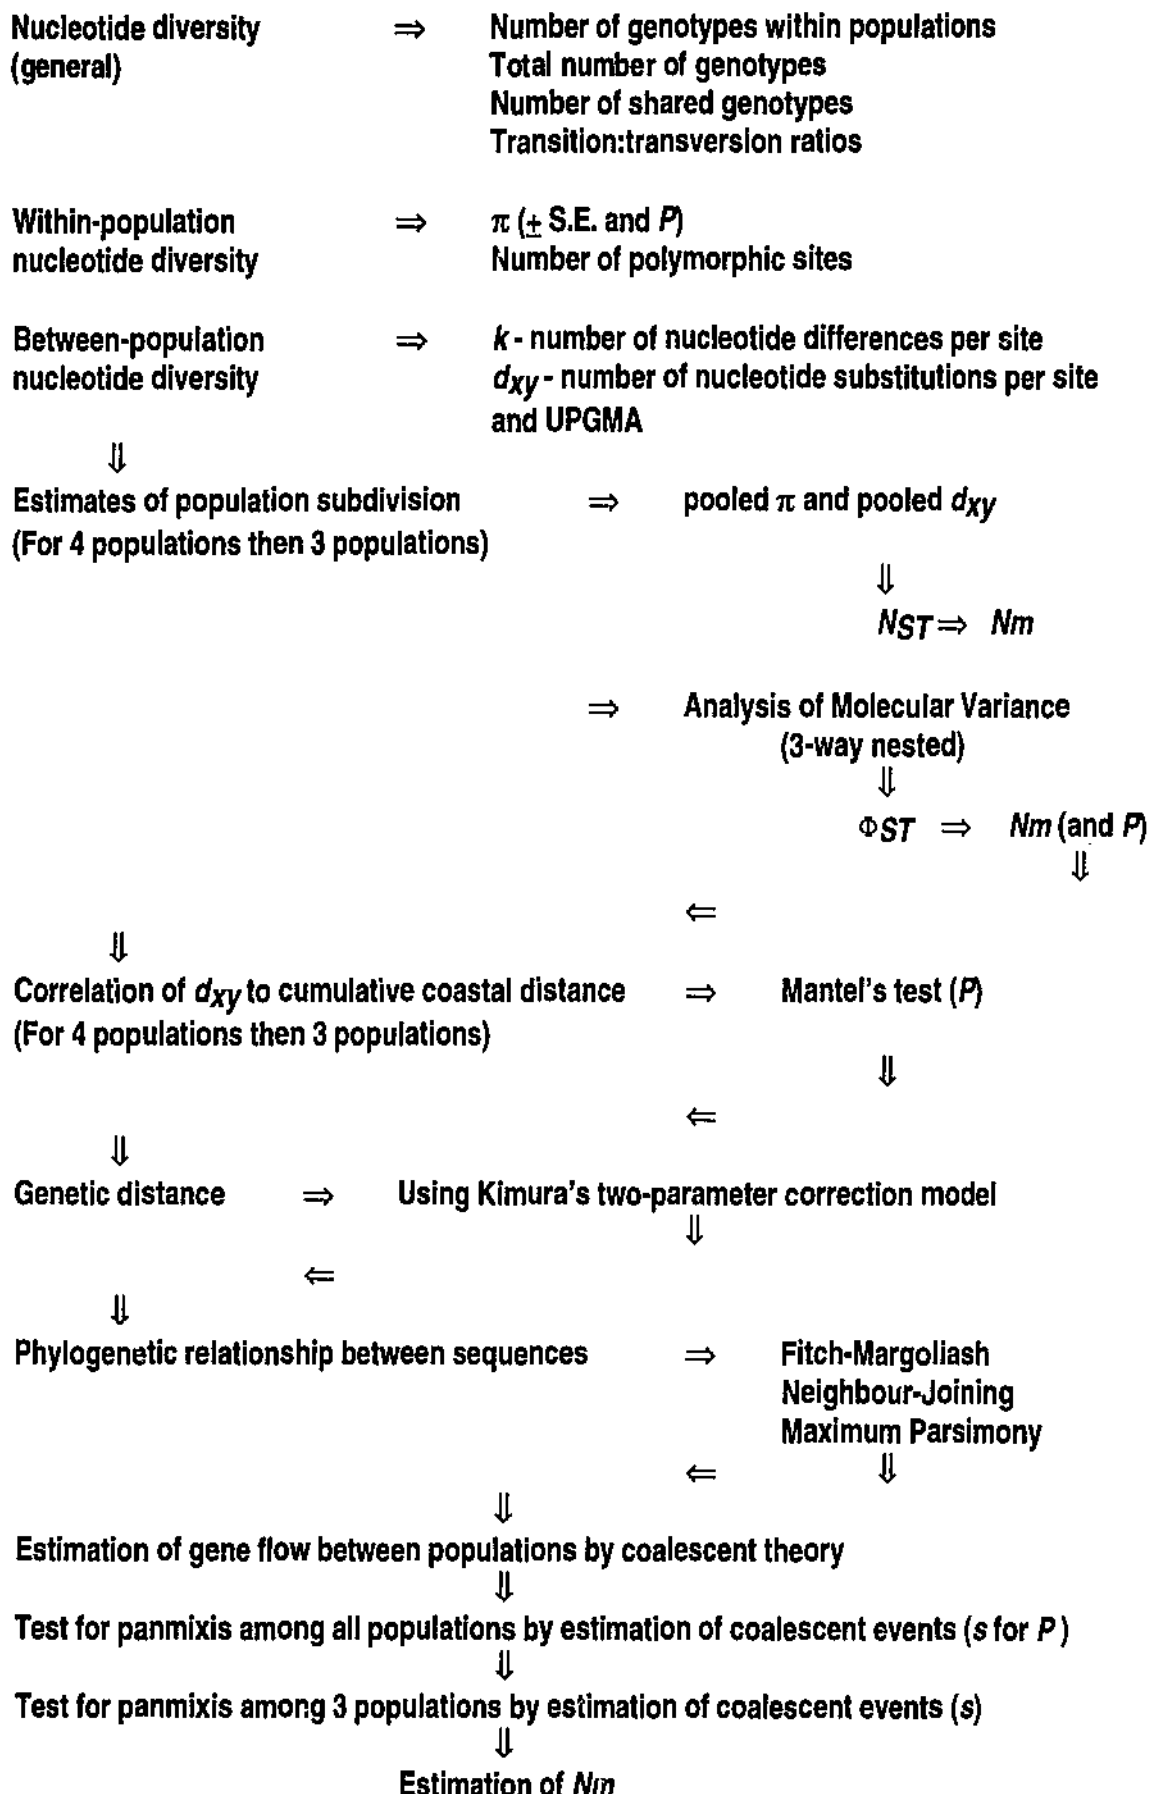 Nucleotide diversity ⇒ Number of genotypes within populations
(general) Total number of genotypes
Number of shared genotypes
Transition:transversion ratios
Within-population ⇒ π (± S.E. and P)
nucleotide diversity Number of polymorphic sites
Between-population ⇒ k - number of nucleotide differences per site
nucleotide diversity dxy - number of nucleotide substitutions per site
and UPGMA
⇓
Estimates of population subdivision ⇒ pooled π and pooled dxy
(For 4 populations then 3 populations)
⇓
NST ⇒ Nm
⇒ Analysis of Molecular Variance
(3-way nested)
⇓
ΦST ⇒ Nm (and P)
⇓
⇐
⇓
Correlation of dxy to cumulative coastal distance ⇒ Mantel's test (P)
(For 4 populations then 3 populations)
⇓
⇐
⇓
Genetic distance ⇒ Using Kimura's two-parameter correction model
⇓
⇐
⇓
Phylogenetic relationship between sequences ⇒ Fitch-Margoliash
Neighbour-Joining
Maximum Parsimony
⇐ ⇓
⇓
Estimation of gene flow between populations by coalescent theory
⇓
Test for panmixis among all populations by estimation of coalescent events (s for P )
⇓
Test for panmixis among 3 populations by estimation of coalescent events (s)
⇓
Estimation of Nm